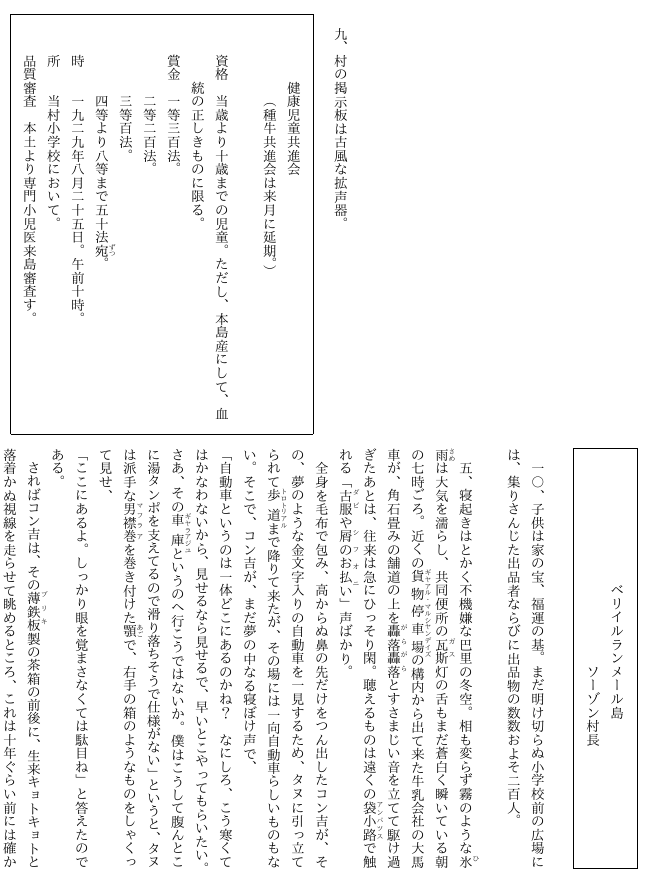 九、村の掲示板は古風な拡声器。
健康児童共進会
（種牛共進会は来月に延期。）
資格　当歳より十歳までの児童。ただし、本島産にして、血
統の正しきものに限る。
賞金　一等三百法。
二等二百法。
三等百法。
四等より八等まで五十法宛。
時　　一九二九年八月二十五日。午前十時。
所　　当村小学校において。
品質審査　本土より専門小児医来島審査す。
ベリイルランメール島
ソーゾン村長
一〇、子供は家の宝、福運の基。まだ明け切らぬ小学校前の広場に
は、集りさんじた出品者ならびに出品物の数数およそ二百人。
五、寝起きはとかく不機嫌な巴里の冬空。相も変らず霧のような氷
雨は大気を濡らし、共同便所の瓦斯灯の舌もまだ蒼白く瞬いている朝
の七時ごろ。近くの貨物停車場の構内から出て来た牛乳会社の大馬
車が、角石畳みの舗道の上を轟落轟落とすさまじい音を立てて駆け過
ぎたあとは、往来は急にひっそり閑。聴えるものは遠くの袋小路で触
れる「古服や屑のお払い」声ばかり。
全身を毛布で包み、高からぬ鼻の先だけをつん出したコン吉が、そ
の、夢のような金文字入りの自動車を一見するため、タヌに引っ立て
られて歩道まで降りて来たが、その場には一向自動車らしいものもな
い。そこで、コン吉が、まだ夢の中なる寝ぼけ声で、
「自動車というのは一体どこにあるのかね？　なにしろ、こう寒くて
はかなわないから、見せるなら見せるで、早いとこやってもらいたい。
さあ、その車庫というのへ行こうではないか。僕はこうして腹んとこ
に湯タンポを支えてるので滑り落ちそうで仕様がない」というと、タヌ
は派手な男襟巻を巻き付けた顎で、右手の箱のようなものをしゃくっ
て見せ、
「ここにあるよ。しっかり眼を覚まさなくては駄目ね」と答えたので
ある。
さればコン吉は、その薄鉄板製の茶箱の前後に、生来キョトキョトと
落着かぬ視線を走らせて眺めるところ、これは十年ぐらい前には確か